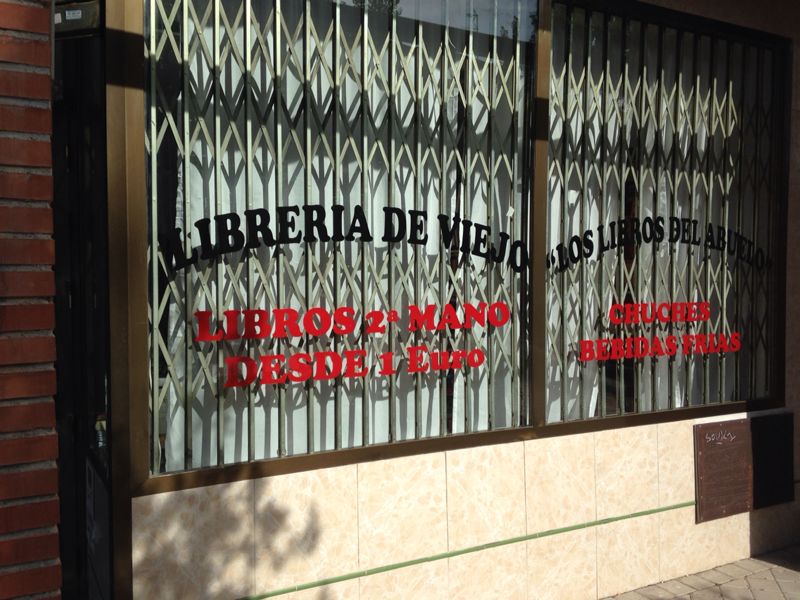 LIBRERIA DE VIEJO
"LOS LIBROS DEL ABUELO"
LIBROS 2ª MANO
DESDE 1 Euro
CHUCHES
BEBIDAS FRIAS